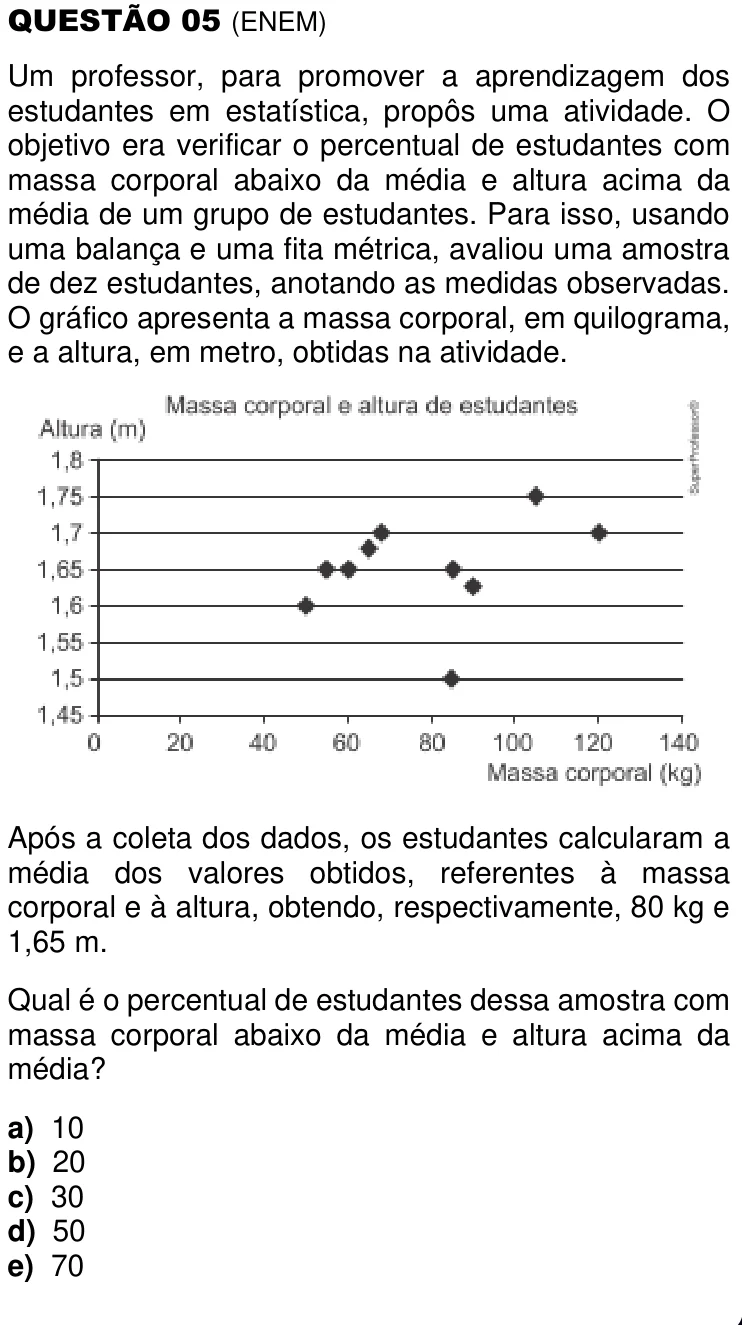 QUESTÃO 05 (ENEM)
Um professor, para promover a aprendizagem dos
estudantes em estatística, propôs uma atividade. O
objetivo era verificar o percentual de estudantes com
massa corporal abaixo da média e altura acima da
média de um grupo de estudantes. Para isso, usando
uma balança e uma fita métrica, avaliou uma amostra
de dez estudantes, anotando as medidas observadas.
O gráfico apresenta a massa corporal, em quilograma,
e a altura, em metro, obtidas na atividade.
Massa corporal e altura de estudantes
Altura (m)
©SuperProfessor®
1,8
1,75
1,7
1,65
1,6
1,55
1,5
1,45
0 20 40 60 80 100 120 140
Massa corporal (kg)
Após a coleta dos dados, os estudantes calcularam a
média dos valores obtidos, referentes à massa
corporal e à altura, obtendo, respectivamente, 80 kg e
1,65 m.
Qual é o percentual de estudantes dessa amostra com
massa corporal abaixo da média e altura acima da
média?
a) 10
b) 20
c) 30
d) 50
e) 70